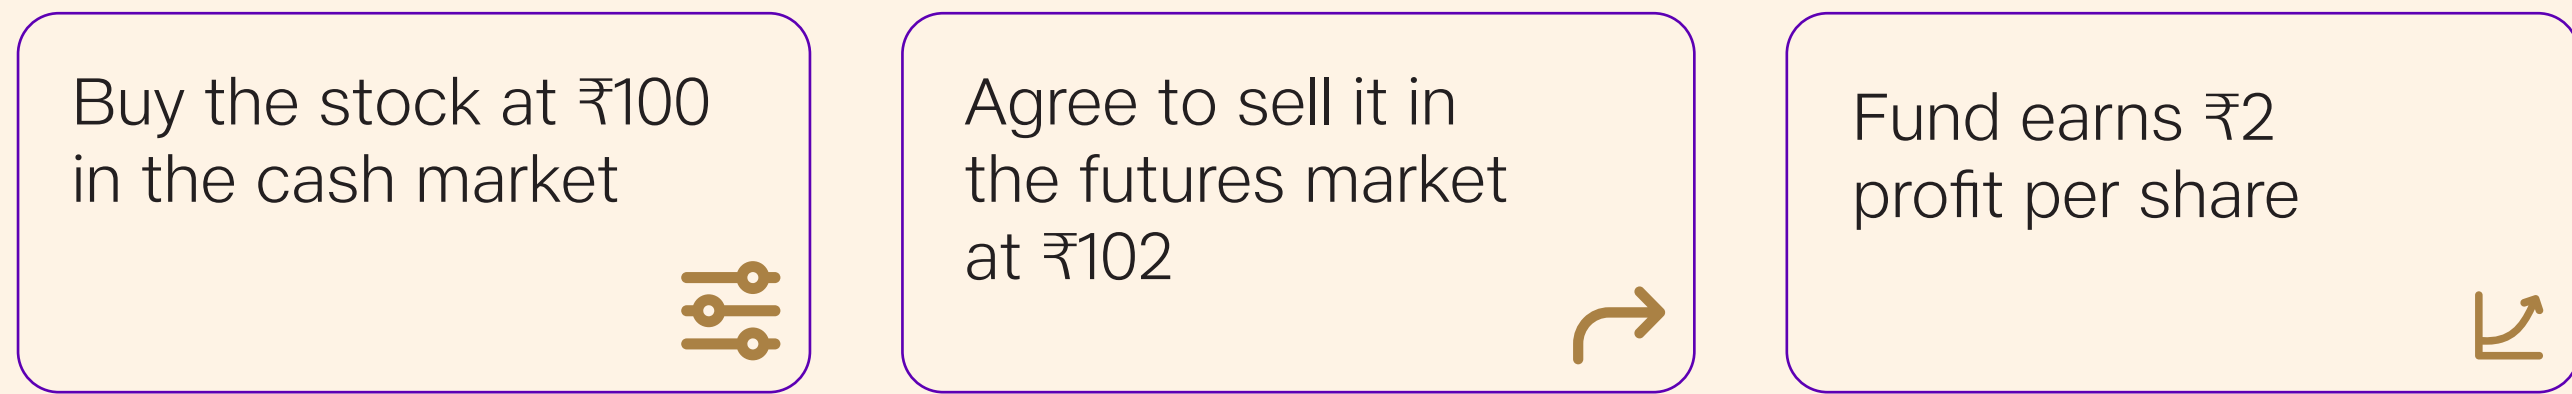 Buy the stock at ₹100
in the cash market
Agree to sell it in
the futures market
at ₹102
Fund earns ₹2
profit per share